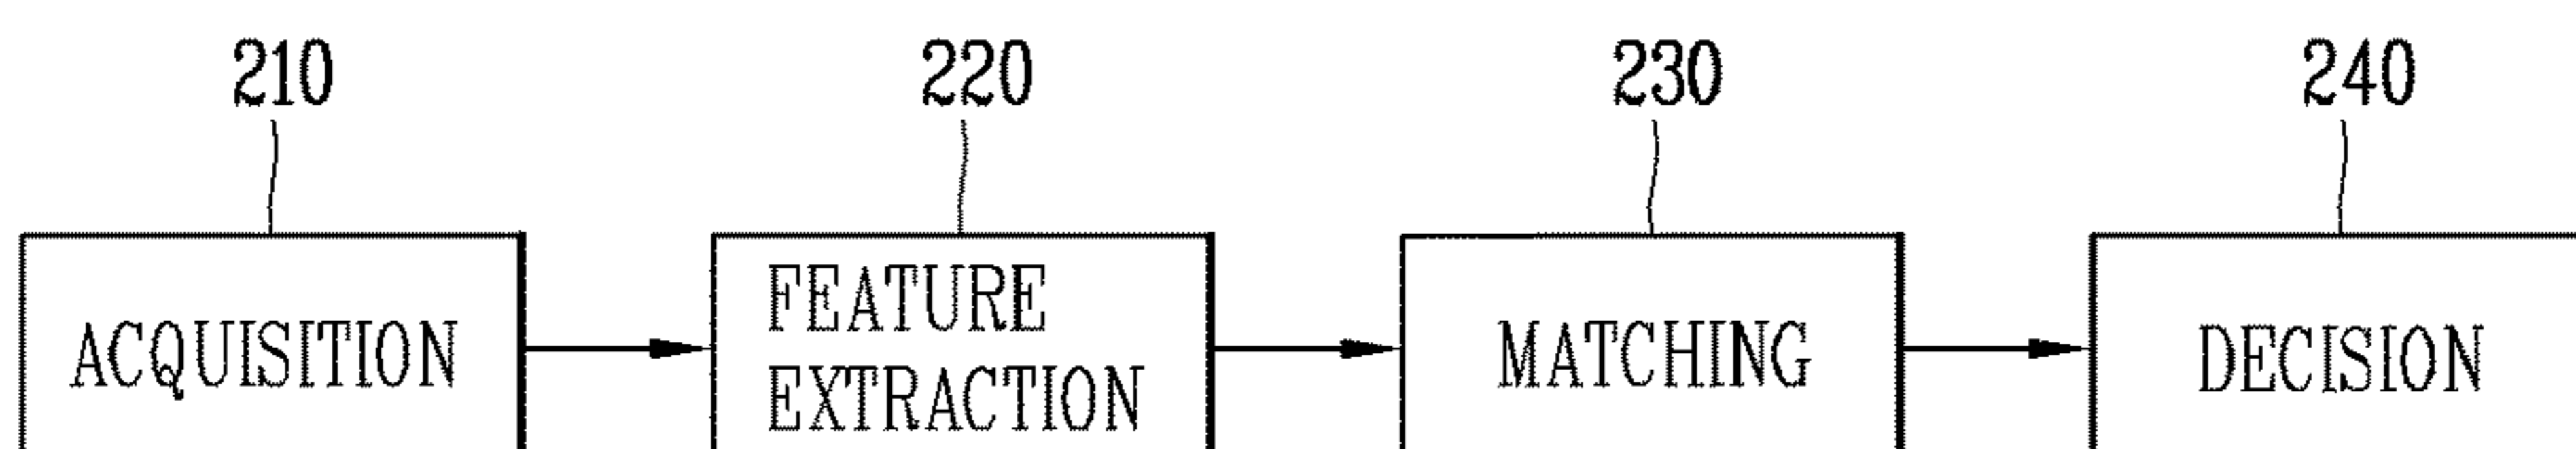 210
220
230
240
ACQUISITION
FEATURE
EXTRACTION
MATCHING
DECISION